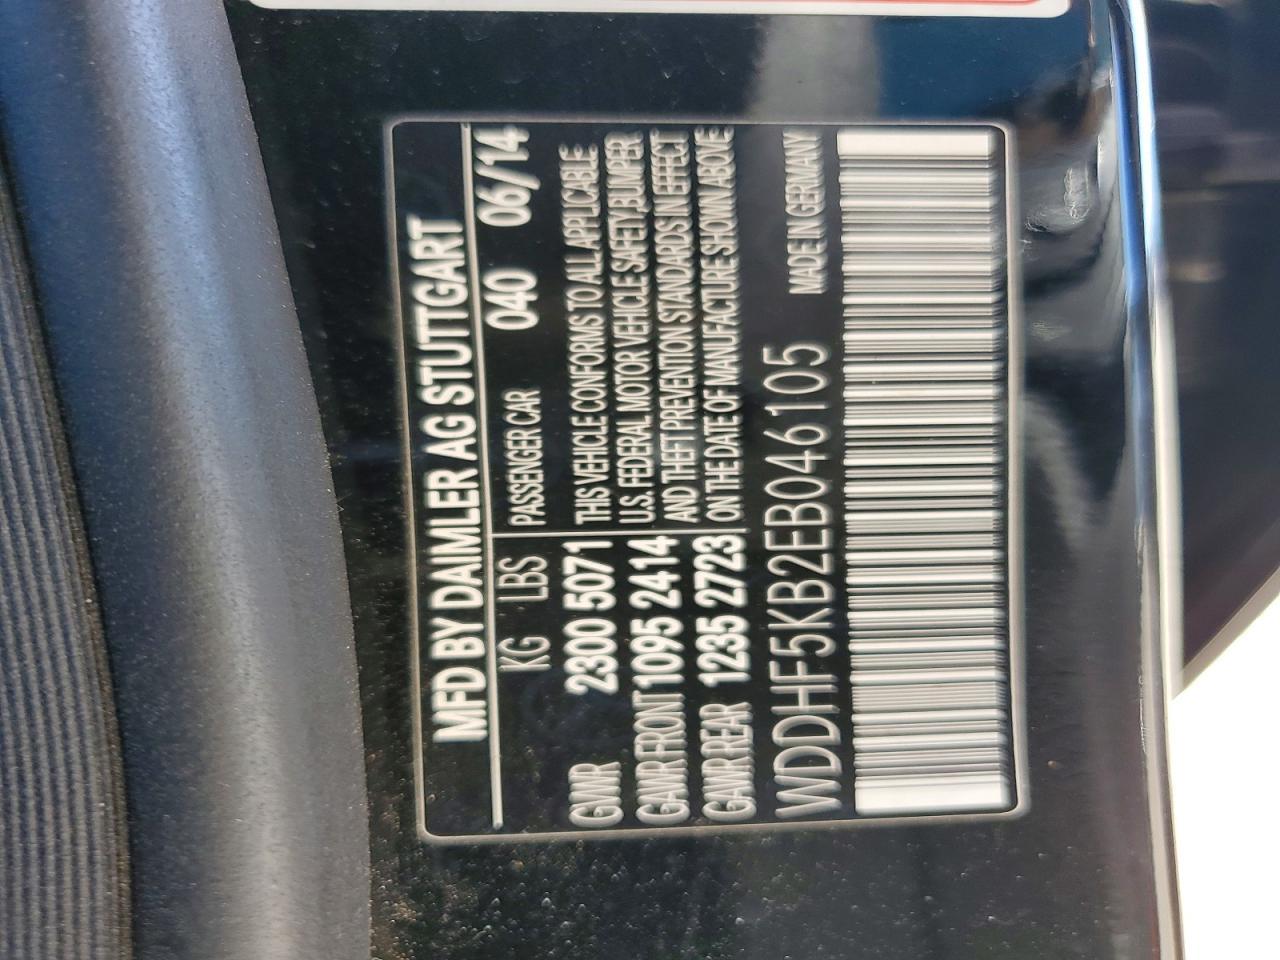 MFD BY DAIMLER AG STUTTGART
040 06/14
KG LBS PASSENGER CAR
GWR 2300 5071 THIS VEHICLE CONFORMS TO ALL APPLICABLE
U.S. FEDERAL MOTOR VEHICLE SAFETY,BUMPER
GAWR FRONT 1095 2414 AND THEFT PREVENTION STANDARDS IN EFFECT
GAWR REAR 1235 2723 ON THE DATE OF MANUFACTURE SHOWN ABOVE:
WDDHF5KB2EB046105 MADE IN GERMANY